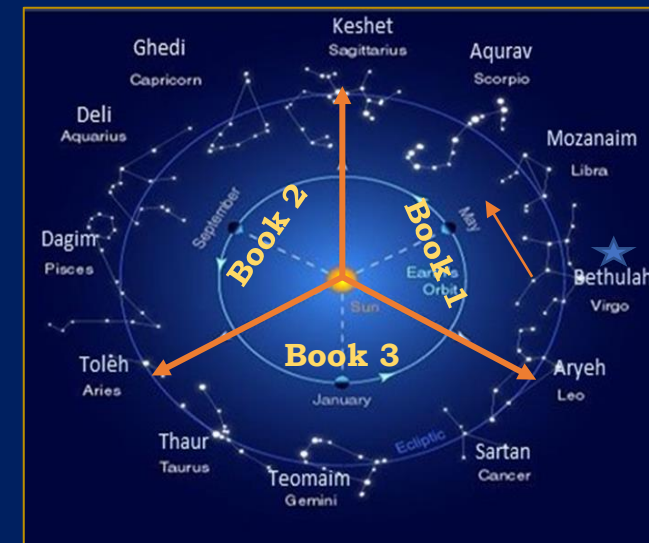 Keshet
Sagittarius
Ghedi
Capricorn
Aqurav
Scorpio
Deli
Aquarius
Mozanaim
Libra
September
Book 2
Book 1
May
Dagim
Pisces
Earth's
Orbit
Bethulah
Virgo
Sun
Book 3
Toleh
Aries
January
Aryeh
Leo
Thaur
Taurus
Ecliptic
Sartan
Cancer
Teomaim
Gemini